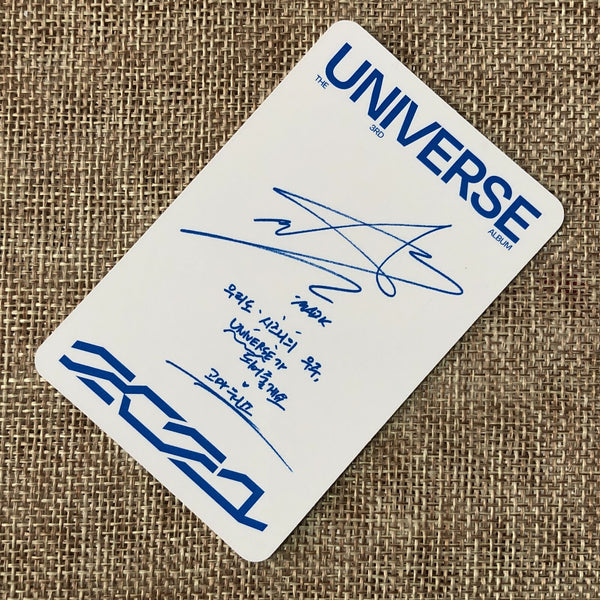 UNIVERSE
THE 3RD ALBUM
MARK
우리도 시즈니의 우주,
UNIVERSE가
되어줄게요
고마워요
2021